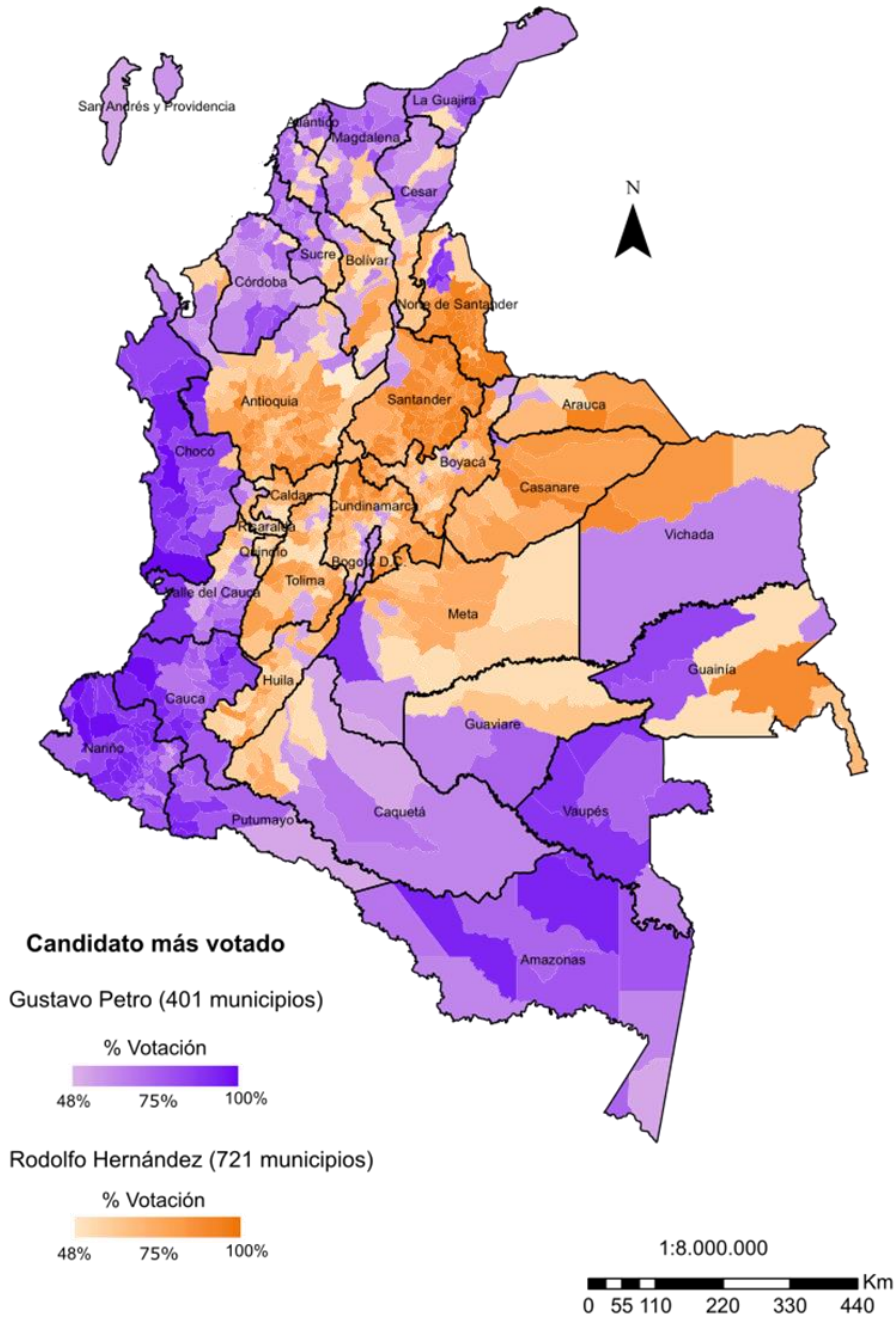 San Andrés y Providencia
La Guajira
Atlántico
Magdalena
Cesar
N
Sucre
Bolívar
Córdoba
Norte de Santander
Antioquia
Santander
Arauca
Chocó
Boyacá
Casanare
Caldas
Cundinamarca
Risaralda
Vichada
Quindío
Bogotá D.C.
Tolima
Valle del Cauca
Meta
Guainía
Huila
Cauca
Guaviare
Nariño
Vaupés
Caquetá
Putumayo
Amazonas
Candidato más votado
Gustavo Petro (401 municipios)
% Votación
48% 75% 100%
Rodolfo Hernández (721 municipios)
% Votación
48% 75% 100%
1:8.000.000
Km
0 55 110 220 330 440